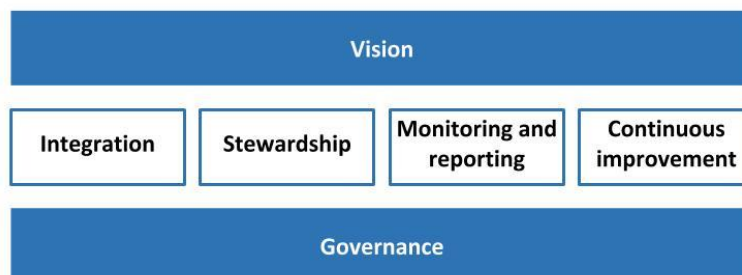 Vision
Integration
Stewardship
Monitoring and
reporting
Continuous
improvement
Governance